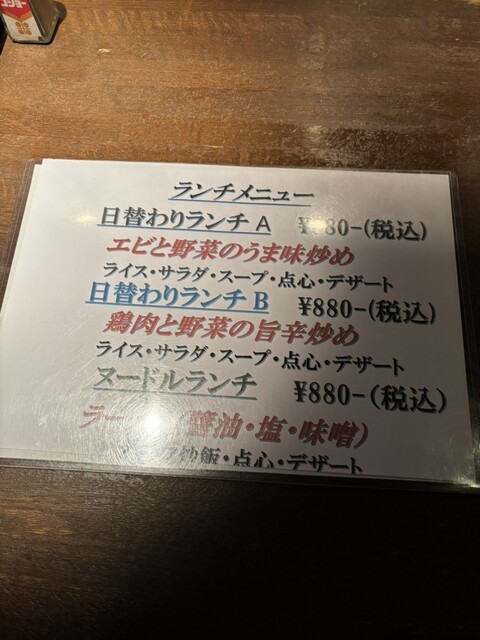 ランチメニュー
日替わりランチ A ¥880-(税込)
エビと野菜のうま味炒め
ライス・サラダ・スープ・点心・デザート
日替わりランチ B ¥880-(税込)
鶏肉と野菜の旨辛炒め
ライス・サラダ・スープ・点心・デザート
ヌードルランチ ¥880-(税込)
醬油・塩・味噌)
炒飯・点心・デザート